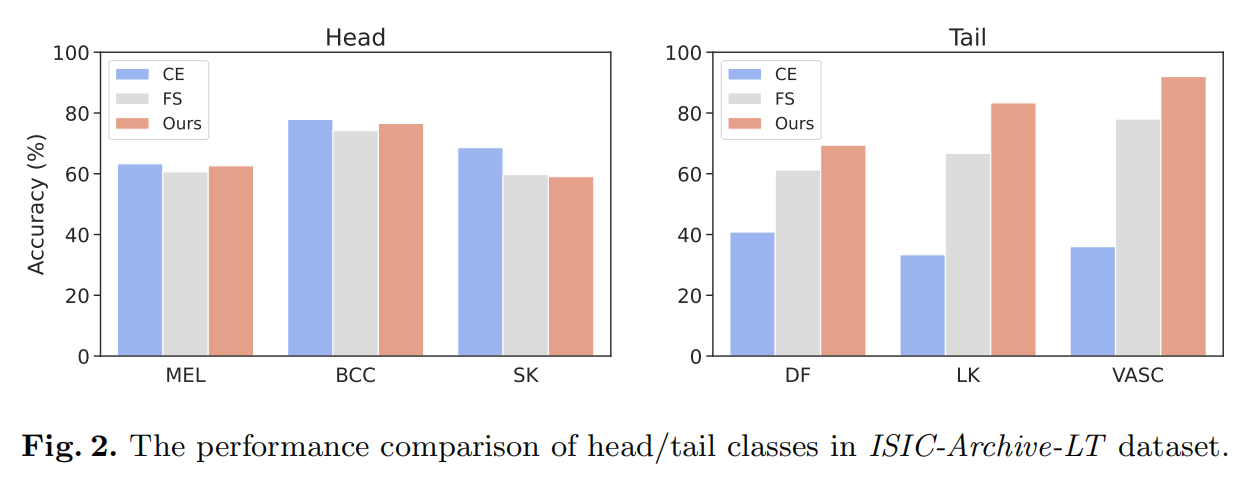 Head
Accuracy (%)
100
80
60
40
20
0
CE
FS
Ours
MEL BCC SK
Tail
100
80
60
40
20
0
CE
FS
Ours
DF LK VASC
Fig. 2. The performance comparison of head/tail classes in ISIC-Archive-LT dataset.